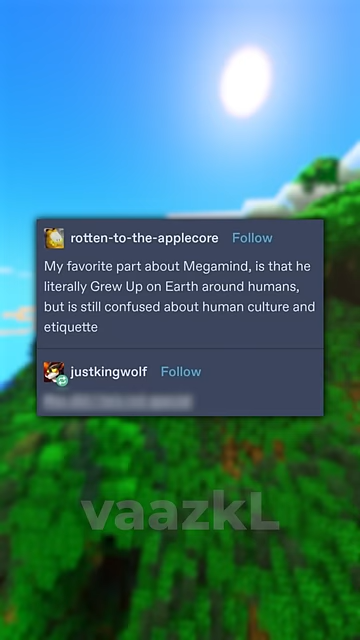 rotten-to-the-applecore Follow
My favorite part about Megamind, is that he
literally Grew Up on Earth around humans,
but is still confused about human culture and
etiquette
justkingwolf Follow
vaazkL